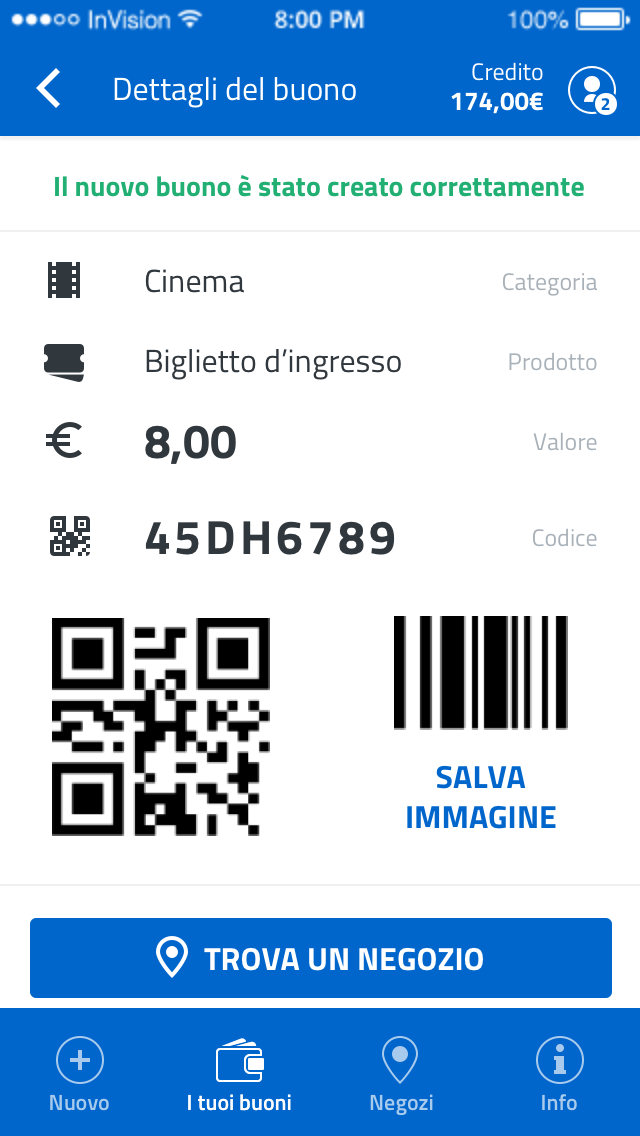 InVision 8:00 PM 100%
Dettagli del buono
Credito
174,00€
2
Il nuovo buono è stato creato correttamente
Cinema Categoria
Biglietto d’ingresso Prodotto
€ 8,00 Valore
45DH6789 Codice
SALVA
IMMAGINE
TROVA UN NEGOZIO
Nuovo I tuoi buoni Negozi Info